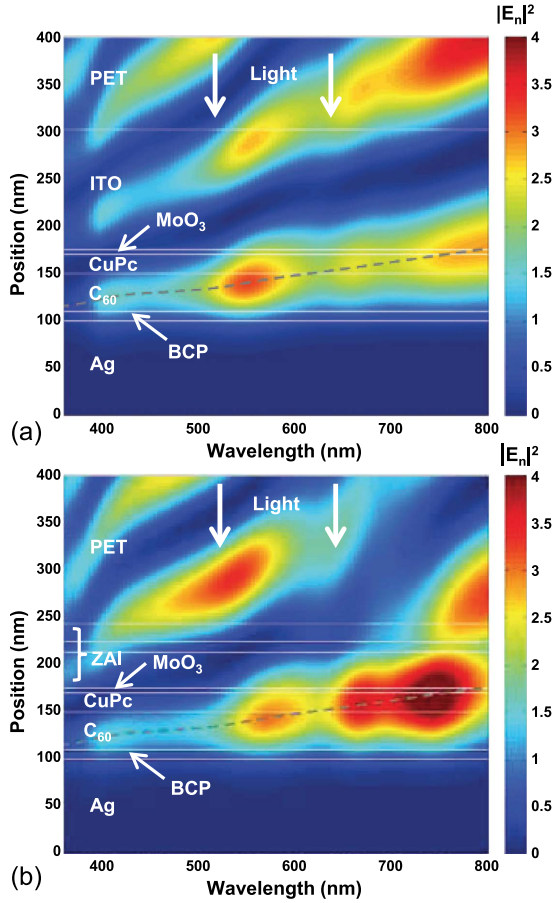 |Eₙ|²
400
350
300
250
200
150
100
50
0
Position (nm)
PET
Light
ITO
MoO₃
CuPc
C₆₀
BCP
Ag
4
3.5
3
2.5
2
1.5
1
0.5
0
400
500
600
700
800
Wavelength (nm)
(a)
|Eₙ|²
400
350
300
250
200
150
100
50
0
Position (nm)
PET
Light
ZAI
MoO₃
CuPc
C₆₀
BCP
Ag
4
3.5
3
2.5
2
1.5
1
0.5
0
400
500
600
700
800
Wavelength (nm)
(b)